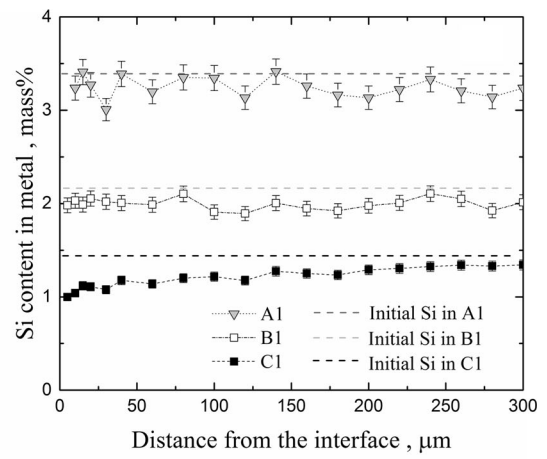 4
3
2
1
0
0
50
100
150
200
250
300
Si content in metal , mass%
A1
B1
C1
Initial Si in A1
Initial Si in B1
Initial Si in C1
Distance from the interface , μm